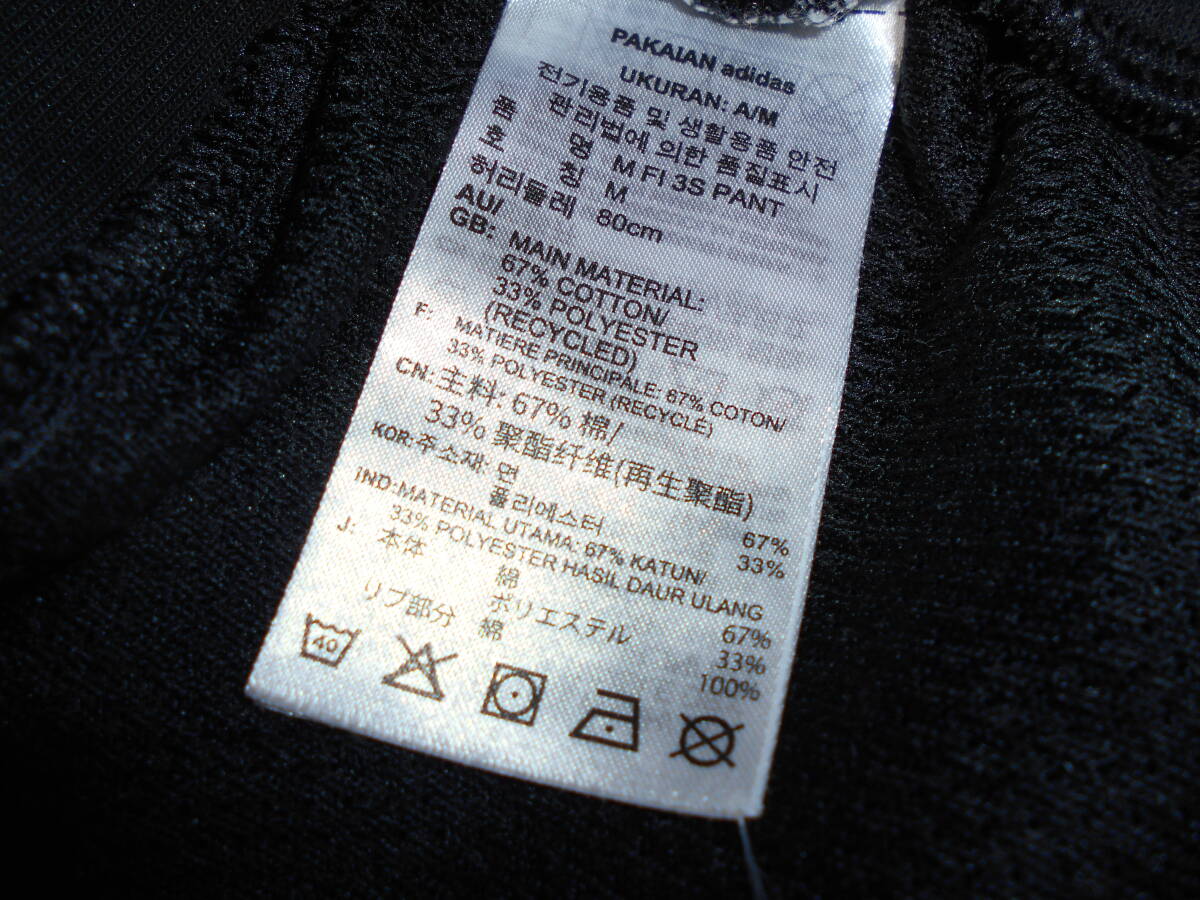 PAKAIAN adidas
UKURAN: A/M
전기용품 및 생활용품 안전
관리법에 의한 품질표시
품 명 M FI 3S PANT
호 칭 M
허리둘레 80cm
AU/
GB: MAIN MATERIAL:
67% COTTON/
33% POLYESTER
(RECYCLED)
F: MATIERE PRINCIPALE: 67% COTON/
33% POLYESTER (RECYCLÉ)
CN: 主料: 67% 棉/
33% 聚酯纤维(再生聚酯)
KOR: 주소재: 면 67%
폴리에스터 33%
IND: MATERIAL UTAMA: 67% KATUN/
33% POLYESTER HASIL DAUR ULANG
J: 本体 綿 67%
ポリエステル 33%
リブ部分 綿 100%
40